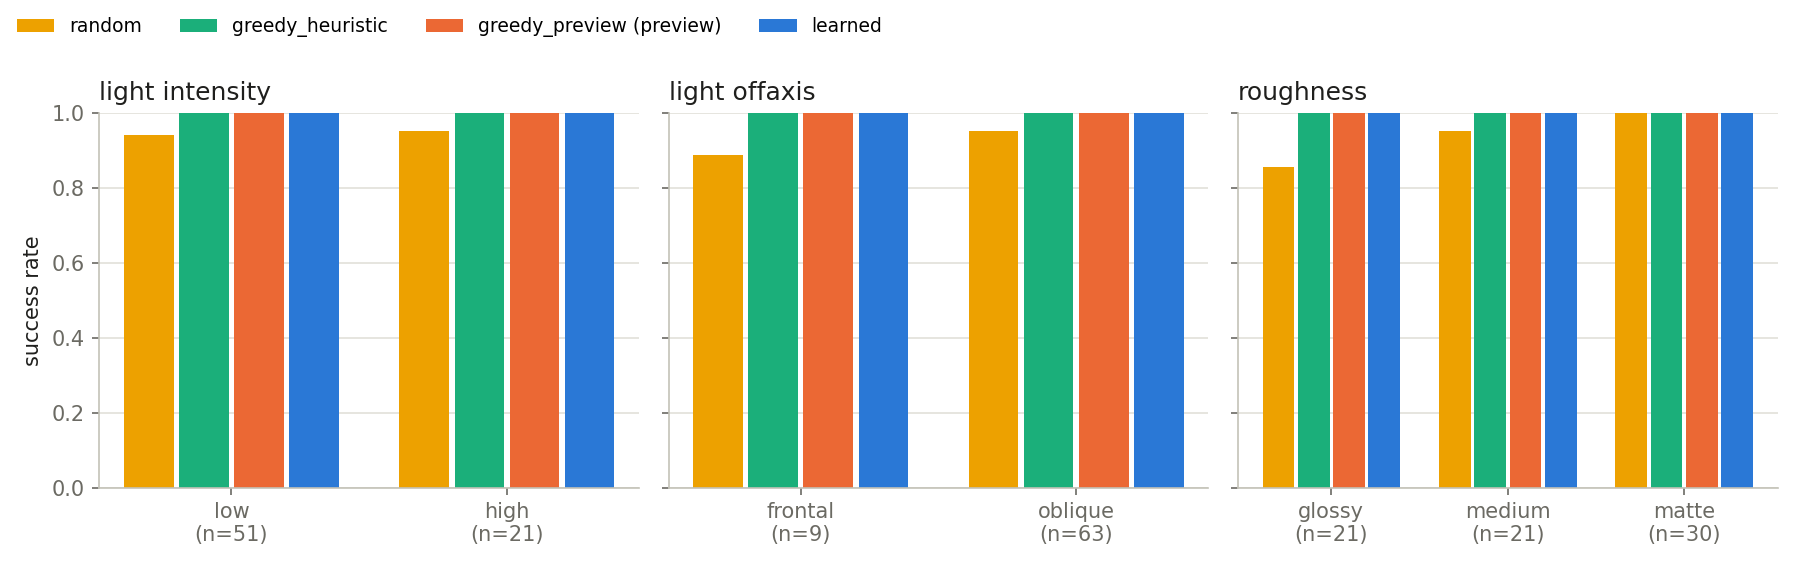 random greedy_heuristic greedy_preview (preview) learned
light intensity
light offaxis
roughness
success rate
1.0
0.8
0.6
0.4
0.2
0.0
low
(n=51)
high
(n=21)
frontal
(n=9)
oblique
(n=63)
glossy
(n=21)
medium
(n=21)
matte
(n=30)